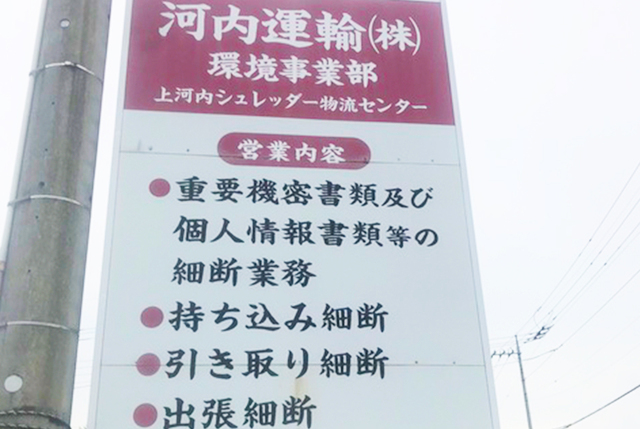 河内運輸㈱
環境事業部
上河内シュレッダー物流センター
営業内容
●重要機密書類及び
個人情報書類等の
細断業務
●持ち込み細断
●引き取り細断
●出張細断